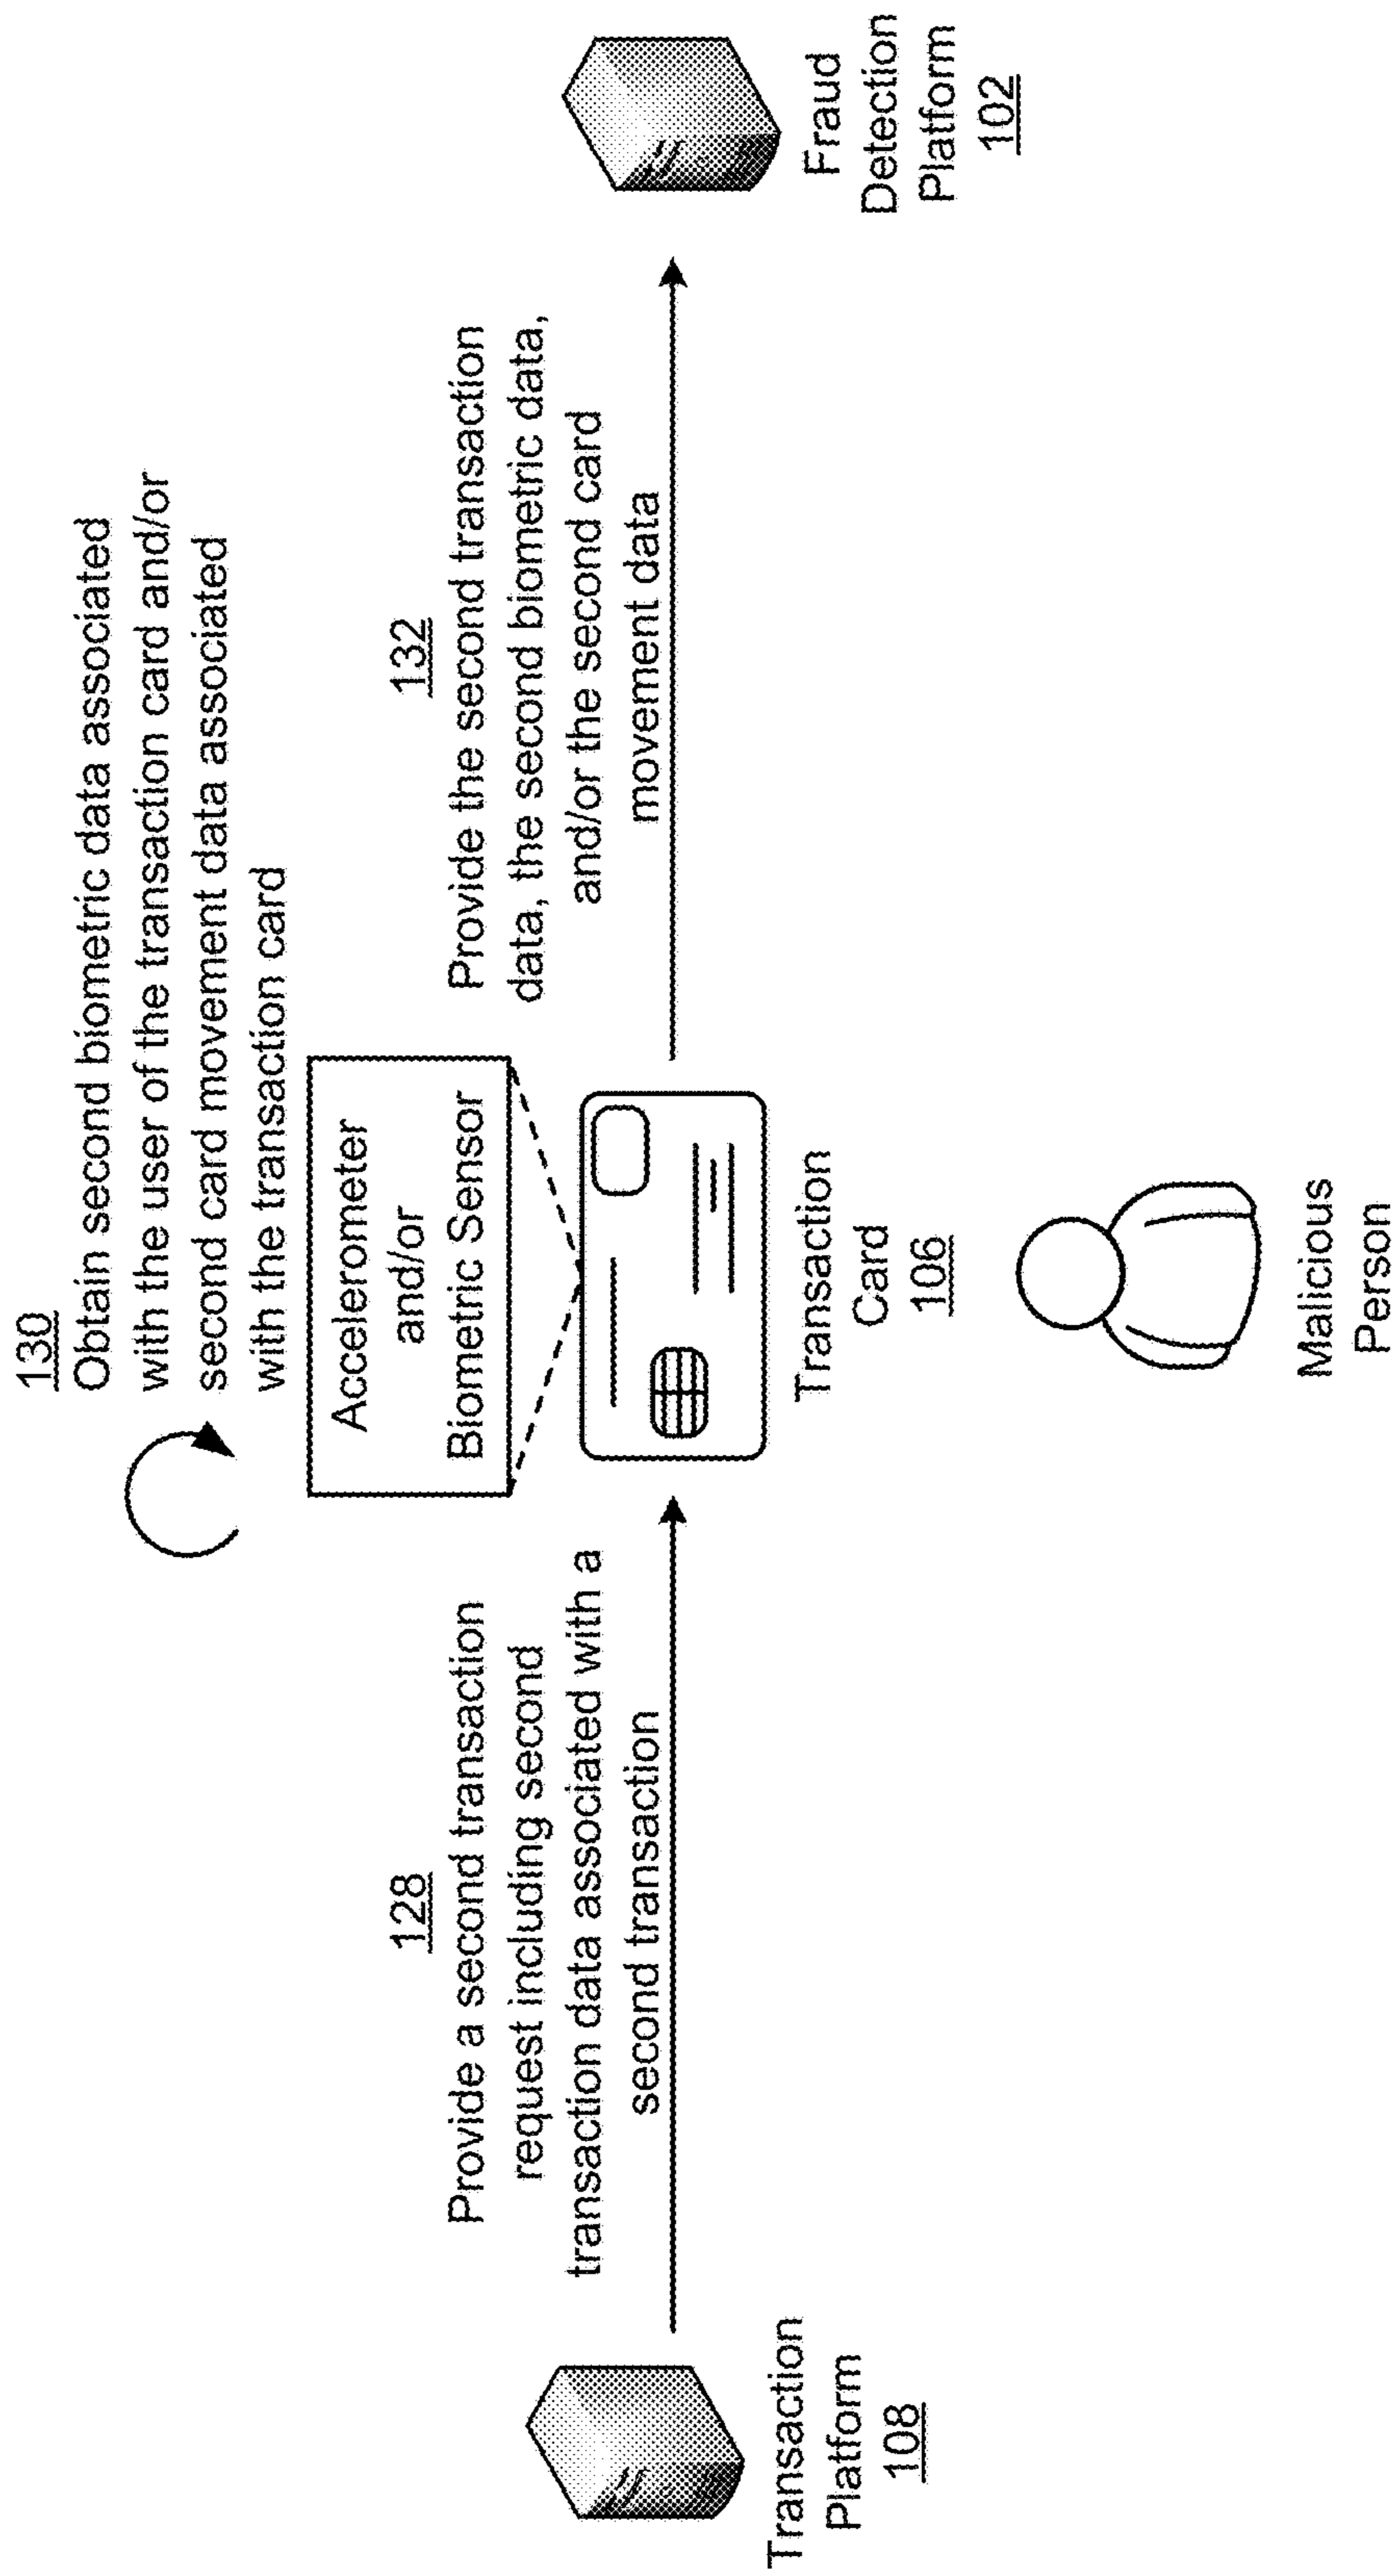 130
Obtain second biometric data associated
with the user of the transaction card and/or
second card movement data associated
with the transaction card
128
Provide a second transaction
request including second
transaction data associated with a
second transaction
Accelerometer
and/or
Biometric Sensor
132
Provide the second transaction
data, the second biometric data,
and/or the second card
movement data
Transaction
Platform
108
Transaction
Card
106
Fraud
Detection
Platform
102
Malicious
Person